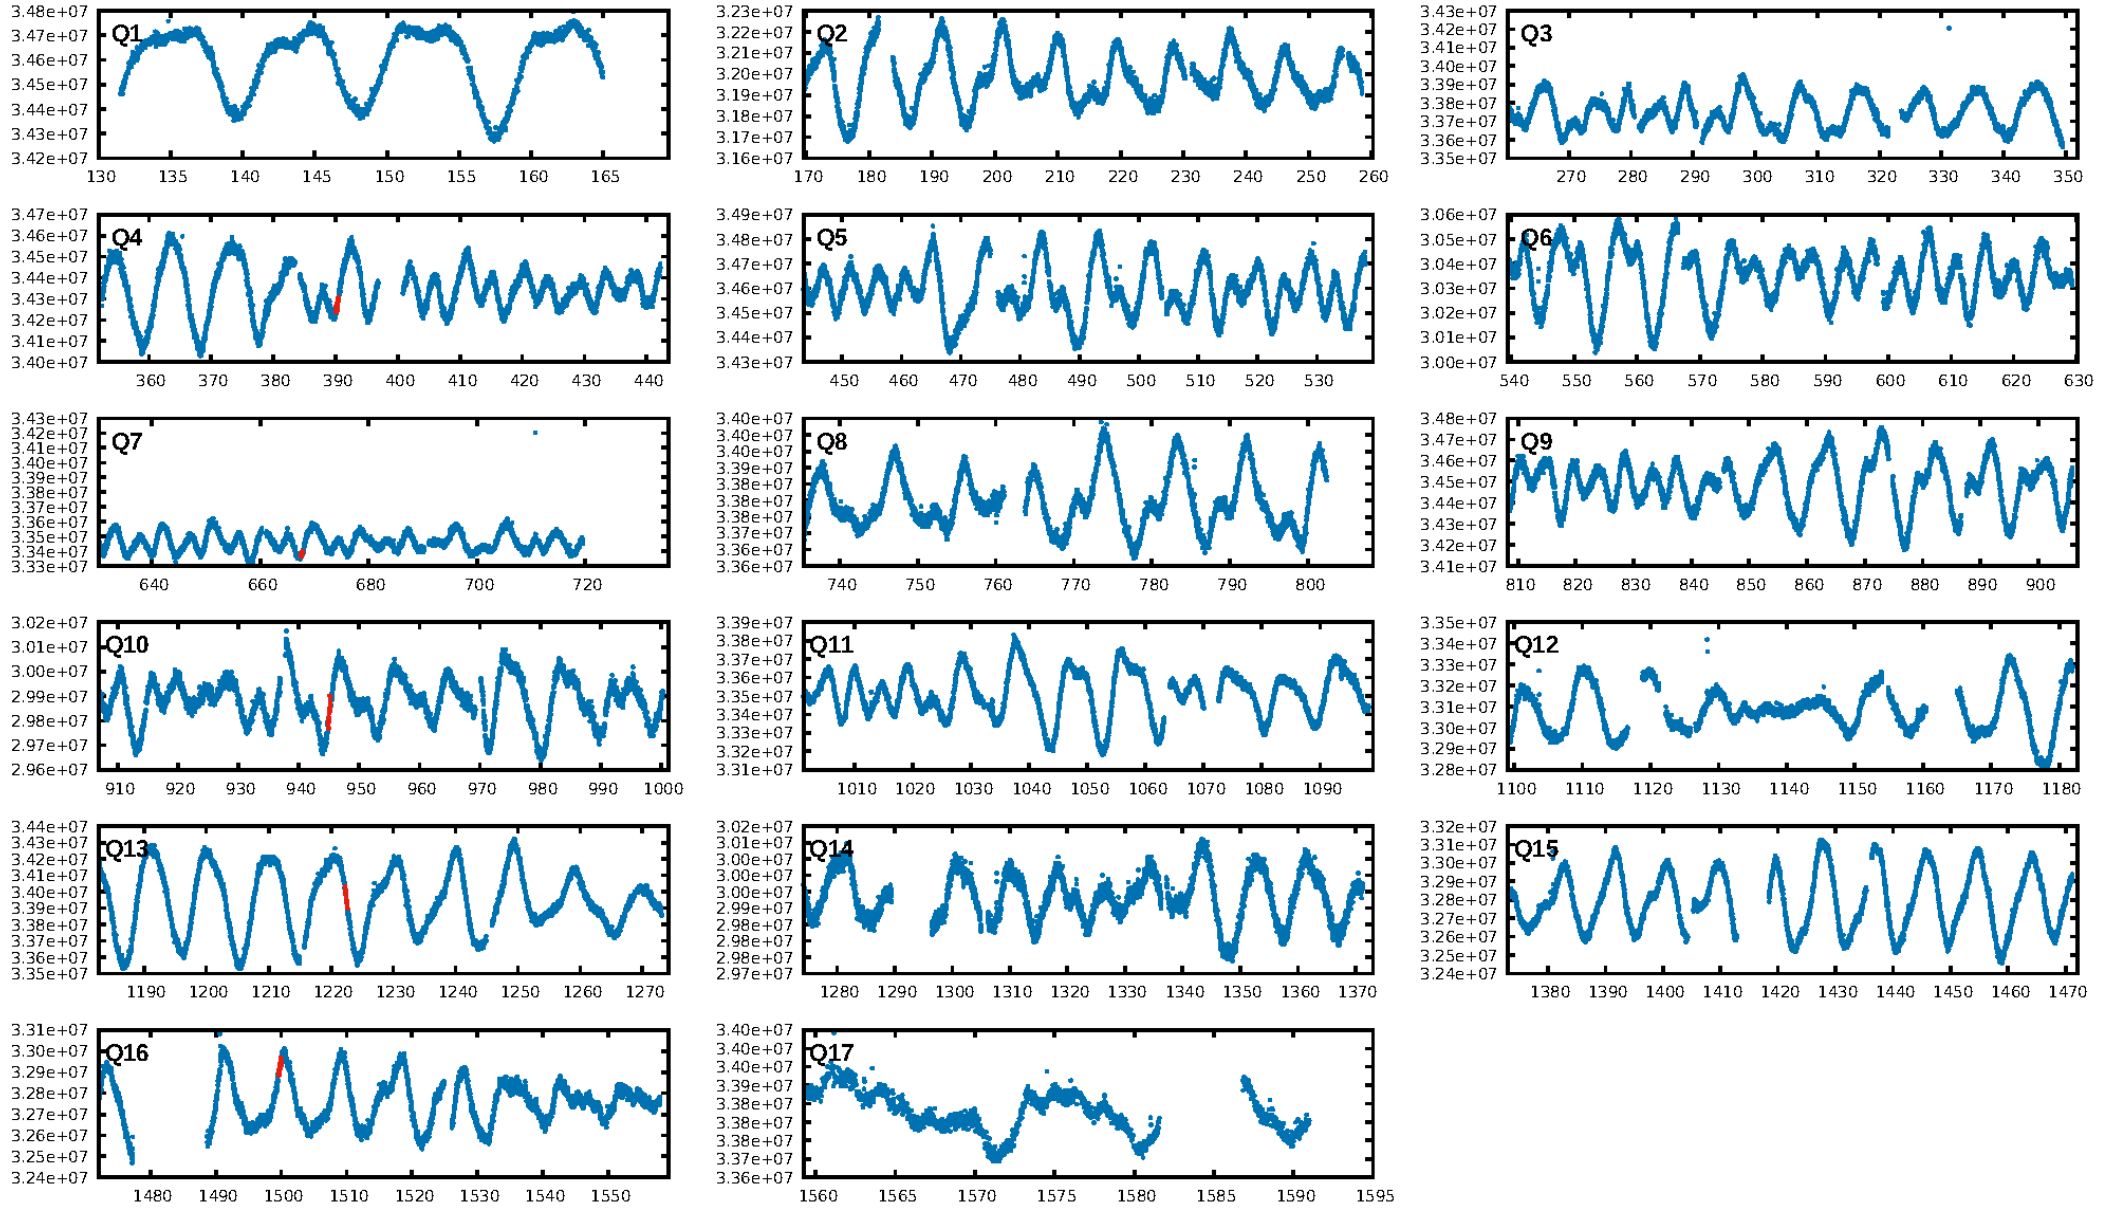 3.48e+07
3.47e+07
3.46e+07
3.45e+07
3.44e+07
3.43e+07
3.42e+07
Q1
130 135 140 145 150 155 160 165
3.23e+07
3.22e+07
3.21e+07
3.20e+07
3.19e+07
3.18e+07
3.17e+07
3.16e+07
Q2
170 180 190 200 210 220 230 240 250 260
3.43e+07
3.42e+07
3.41e+07
3.40e+07
3.39e+07
3.38e+07
3.37e+07
3.36e+07
3.35e+07
Q3
270 280 290 300 310 320 330 340 350
3.47e+07
3.46e+07
3.45e+07
3.44e+07
3.43e+07
3.42e+07
3.41e+07
3.40e+07
Q4
360 370 380 390 400 410 420 430 440
3.49e+07
3.48e+07
3.47e+07
3.46e+07
3.45e+07
3.44e+07
3.43e+07
Q5
450 460 470 480 490 500 510 520 530
3.06e+07
3.05e+07
3.04e+07
3.03e+07
3.02e+07
3.01e+07
3.00e+07
Q6
540 550 560 570 580 590 600 610 620 630
3.43e+07
3.42e+07
3.41e+07
3.40e+07
3.39e+07
3.38e+07
3.37e+07
3.36e+07
3.35e+07
3.34e+07
3.33e+07
Q7
640 660 680 700 720
3.40e+07
3.40e+07
3.40e+07
3.39e+07
3.38e+07
3.38e+07
3.38e+07
3.37e+07
3.36e+07
3.36e+07
Q8
740 750 760 770 780 790 800
3.48e+07
3.47e+07
3.46e+07
3.45e+07
3.44e+07
3.43e+07
3.42e+07
3.41e+07
Q9
810 820 830 840 850 860 870 880 890 900
3.02e+07
3.01e+07
3.00e+07
2.99e+07
2.98e+07
2.97e+07
2.96e+07
Q10
910 920 930 940 950 960 970 980 990 1000
3.39e+07
3.38e+07
3.37e+07
3.36e+07
3.35e+07
3.34e+07
3.33e+07
3.32e+07
3.31e+07
Q11
1010 1020 1030 1040 1050 1060 1070 1080 1090
3.35e+07
3.34e+07
3.33e+07
3.32e+07
3.31e+07
3.30e+07
3.29e+07
3.28e+07
Q12
1100 1110 1120 1130 1140 1150 1160 1170 1180
3.44e+07
3.43e+07
3.42e+07
3.41e+07
3.40e+07
3.39e+07
3.38e+07
3.37e+07
3.36e+07
3.35e+07
Q13
1190 1200 1210 1220 1230 1240 1250 1260 1270
3.02e+07
3.01e+07
3.00e+07
3.00e+07
3.00e+07
2.99e+07
2.98e+07
2.98e+07
2.98e+07
2.97e+07
Q14
1280 1290 1300 1310 1320 1330 1340 1350 1360 1370
3.32e+07
3.31e+07
3.30e+07
3.29e+07
3.28e+07
3.27e+07
3.26e+07
3.25e+07
3.24e+07
Q15
1380 1390 1400 1410 1420 1430 1440 1450 1460 1470
3.31e+07
3.30e+07
3.29e+07
3.28e+07
3.27e+07
3.26e+07
3.25e+07
3.24e+07
Q16
1480 1490 1500 1510 1520 1530 1540 1550
3.40e+07
3.40e+07
3.40e+07
3.39e+07
3.38e+07
3.38e+07
3.38e+07
3.37e+07
3.36e+07
Q17
1560 1565 1570 1575 1580 1585 1590 1595